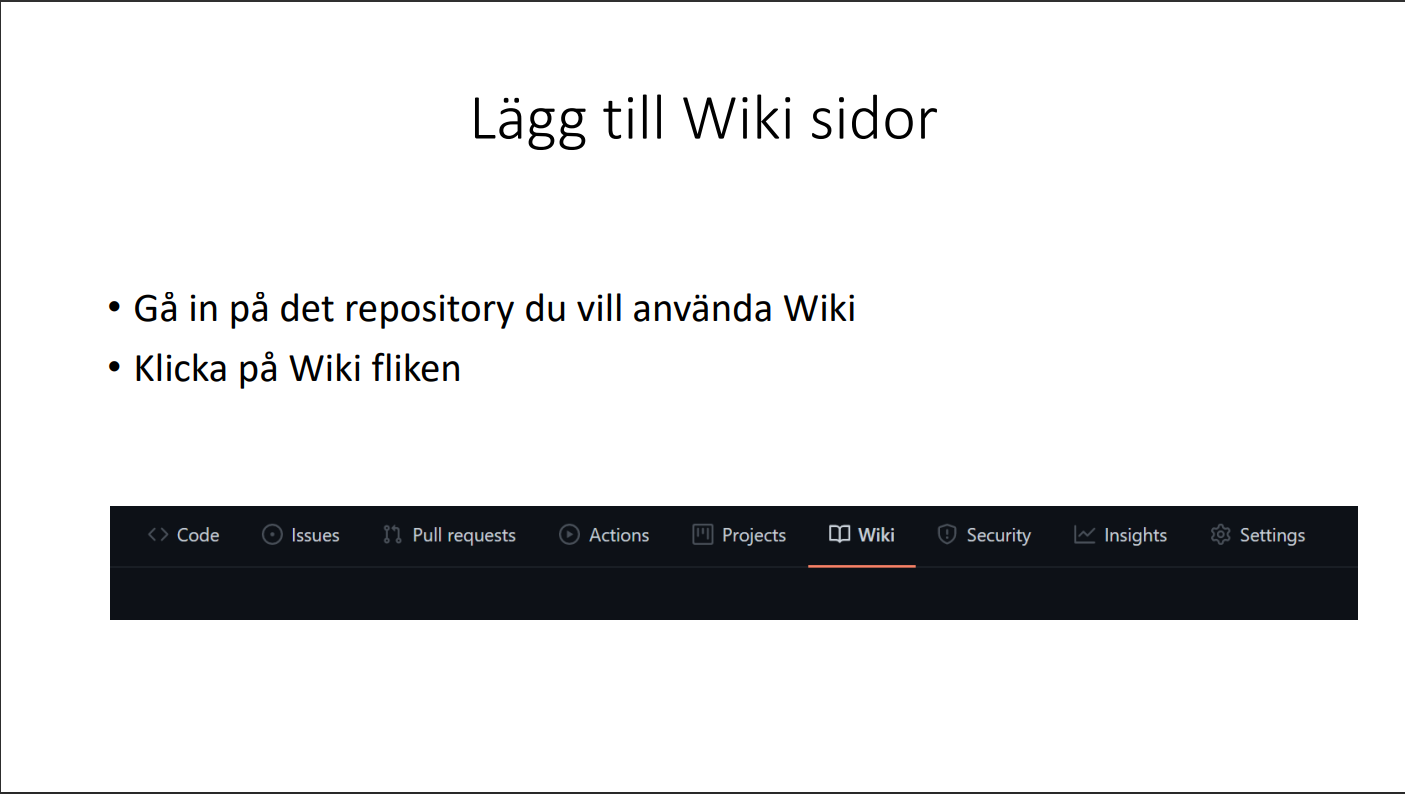 Lägg till Wiki sidor
• Gå in på det repository du vill använda Wiki
• Klicka på Wiki fliken
Code Issues Pull requests Actions Projects Wiki Security Insights Settings